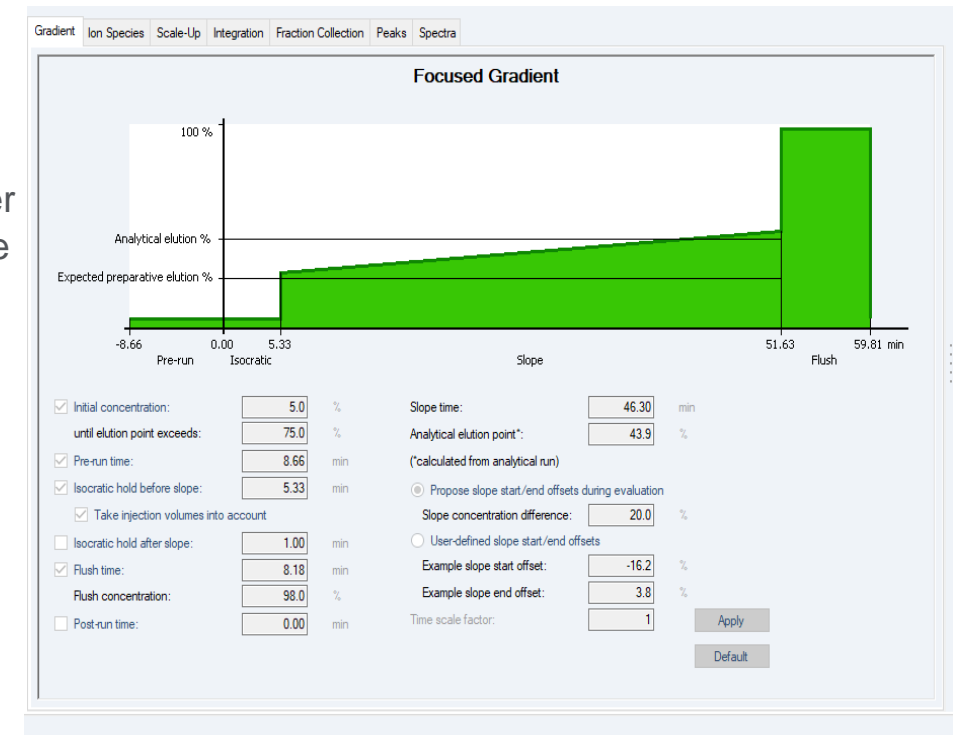 Gradient Ion Species Scale-Up Integration Fraction Collection Peaks Spectra
Focused Gradient
100 %
er
e
Analytical elution %
Expected preparative elution %
-8.66 0.00 5.33 51.63 59.81 min
Pre-run Isocratic Slope Flush
Initial concentration: 5.0 %
until elution point exceeds: 75.0 %
Pre-run time: 8.66 min
Isocratic hold before slope: 5.33 min
Take injection volumes into account
Isocratic hold after slope: 1.00 min
Flush time: 8.18 min
Flush concentration: 98.0 %
Post-run time: 0.00 min
Slope time: 46.30 min
Analytical elution point*: 43.9 %
(*calculated from analytical run)
Propose slope start/end offsets during evaluation
Slope concentration difference: 20.0 %
User-defined slope start/end offsets
Example slope start offset: -16.2 %
Example slope end offset: 3.8 %
Time scale factor: 1
Apply
Default